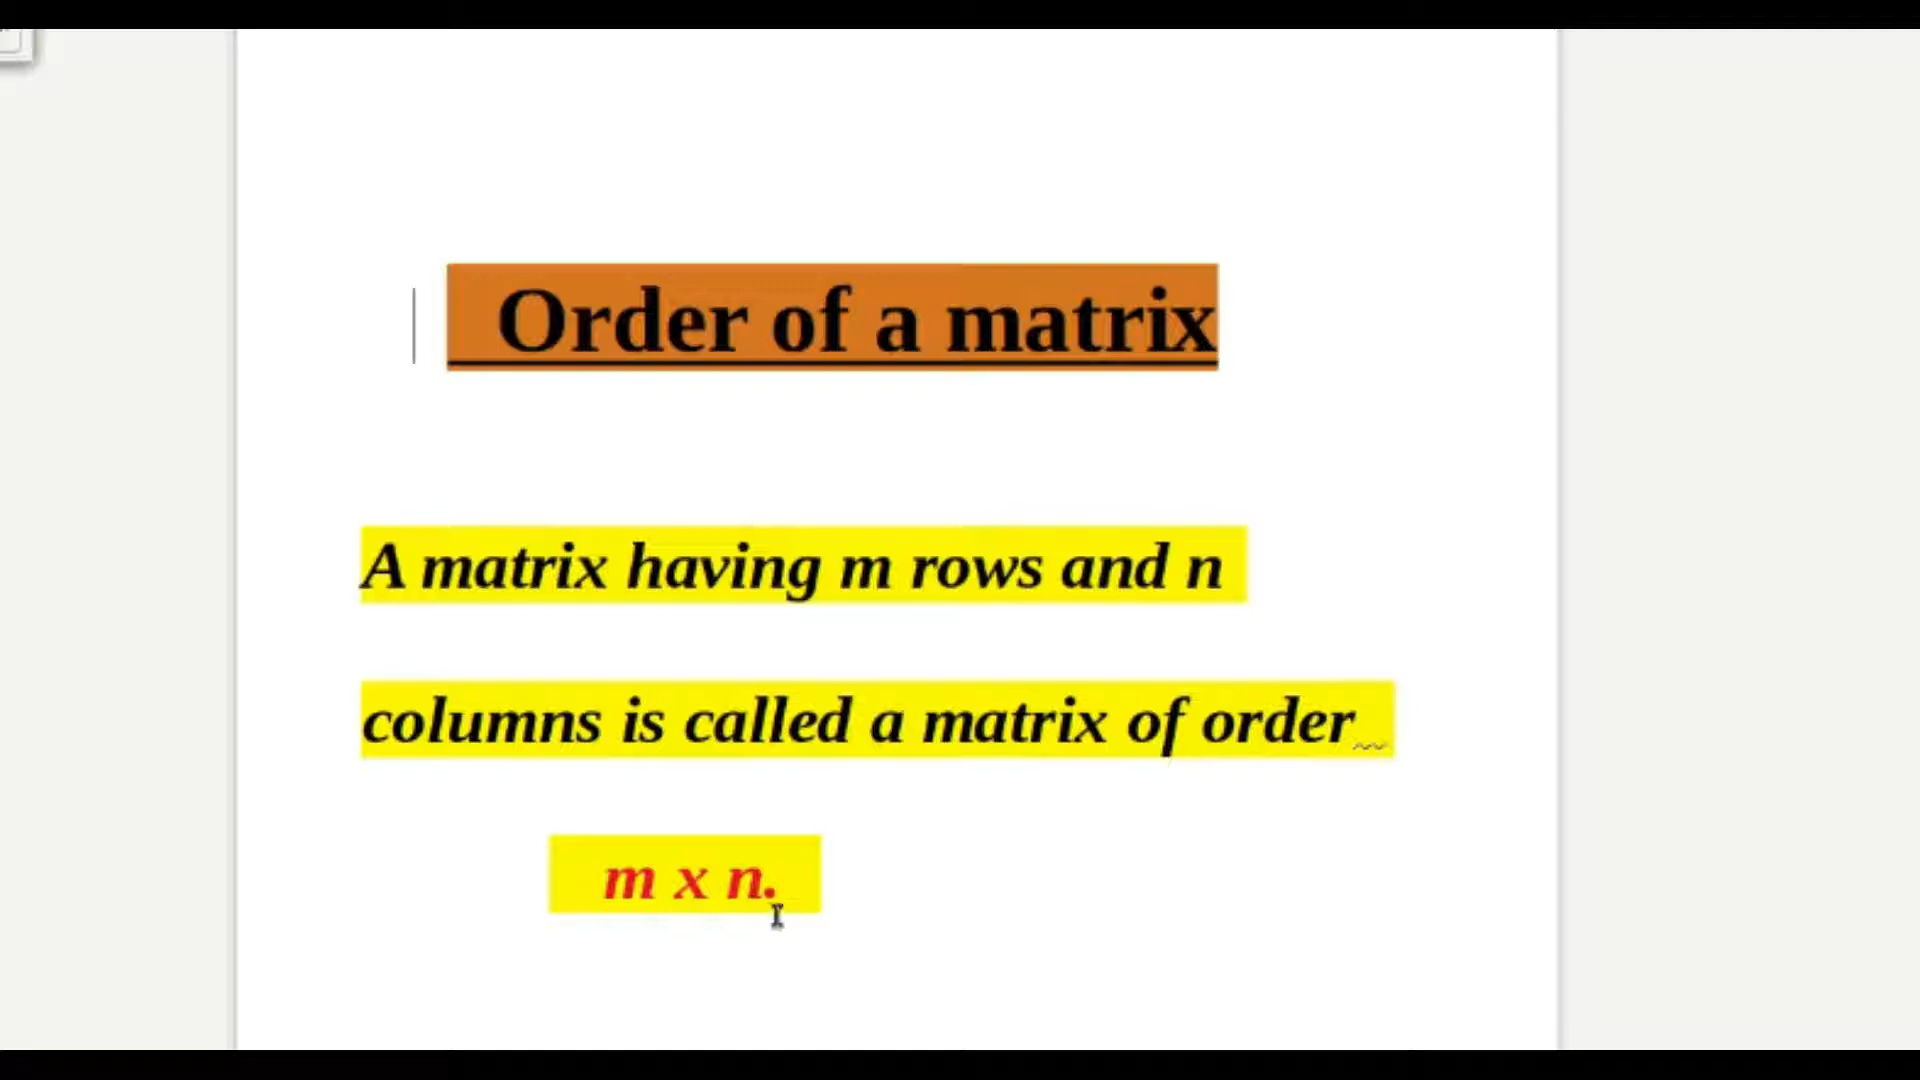 Order of a matrix
A matrix having m rows and n
columns is called a matrix of order
m x n.